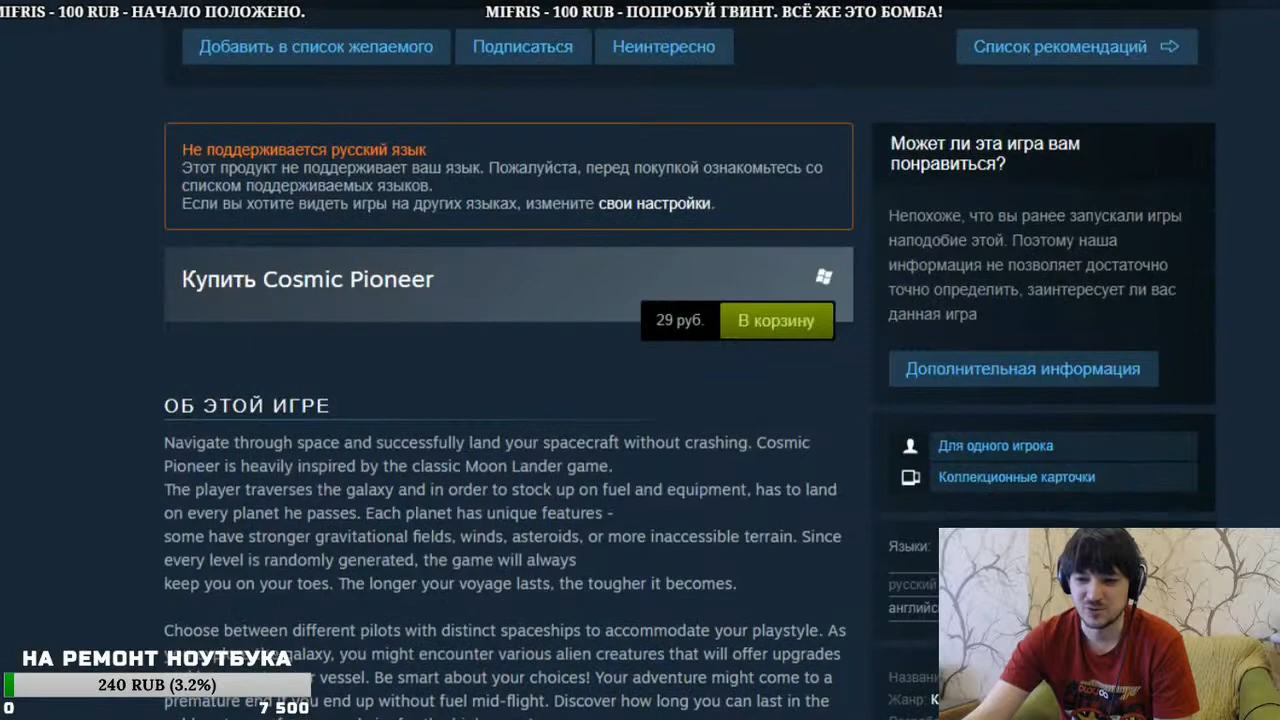 MIFRIS - 100 RUB - НАЧАЛО ПОЛОЖЕНО. MIFRIS - 100 RUB - ПОПРОБУЙ ГВИНТ. ВСЁ ЖЕ ЭТО БОМБА!
Добавить в список желаемого Подписаться Неинтересно Список рекомендаций
Не поддерживается русский язык
Этот продукт не поддерживает ваш язык. Пожалуйста, перед покупкой ознакомьтесь со
списком поддерживаемых языков.
Если вы хотите видеть игры на других языках, измените свои настройки.
Купить Cosmic Pioneer
29 руб. В корзину
ОБ ЭТОЙ ИГРЕ
Navigate through space and successfully land your spacecraft without crashing. Cosmic
Pioneer is heavily inspired by the classic Moon Lander game.
The player traverses the galaxy and in order to stock up on fuel and equipment, has to land
on every planet he passes. Each planet has unique features -
some have stronger gravitational fields, winds, asteroids, or more inaccessible terrain. Since
every level is randomly generated, the game will always
keep you on your toes. The longer your voyage lasts, the tougher it becomes.
Choose between different pilots with distinct spaceships to accommodate your playstyle. As
galaxy, you might encounter various alien creatures that will offer upgrades
vessel. Be smart about your choices! Your adventure might come to a
premature end if you end up without fuel mid-flight. Discover how long you can last in the
Может ли эта игра вам
понравиться?
Непохоже, что вы ранее запускали игры
наподобие этой. Поэтому наша
информация не позволяет достаточно
точно определить, заинтересует ли вас
данная игра
Дополнительная информация
Для одного игрока
Коллекционные карточки
Языки:
русский
английс
Назван
Жанр: К
НА РЕМОНТ НОУТБУКА
240 RUB (3.2%)
0 7 500